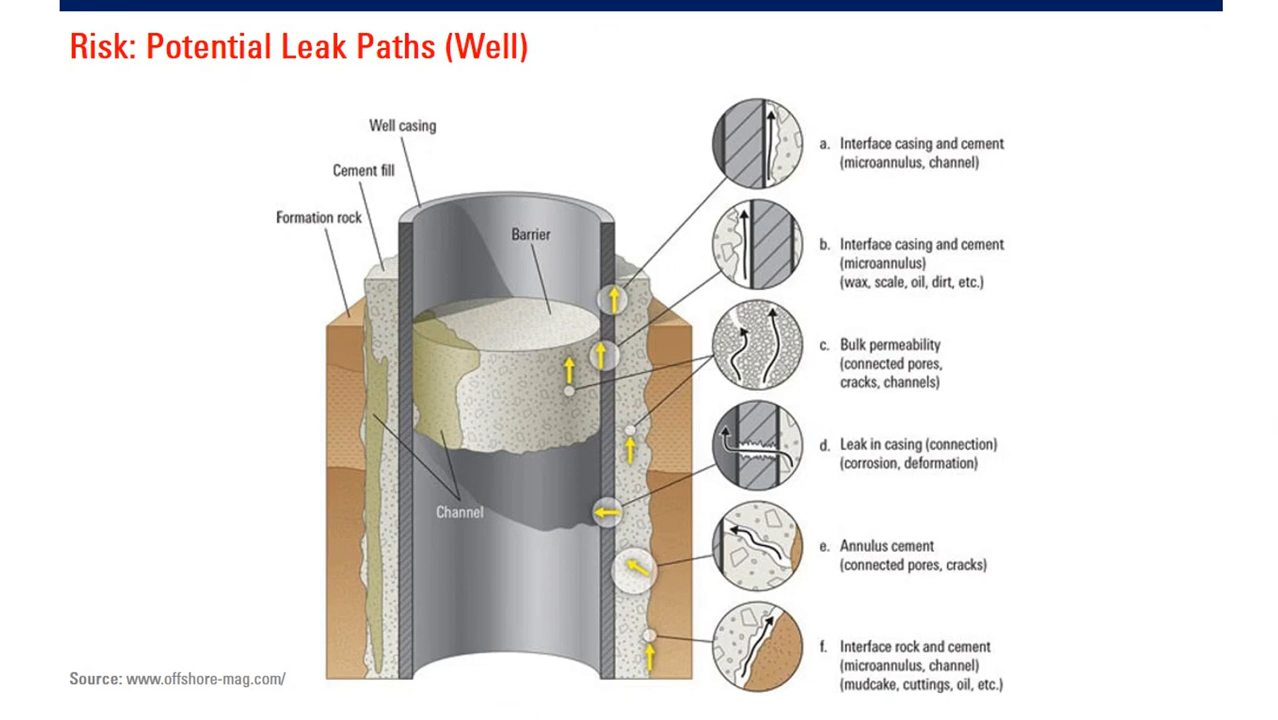 Risk: Potential Leak Paths (Well)
Well casing
Cement fill
Formation rock
Barrier
Channel
a. Interface casing and cement
(microannulus, channel)
b. Interface casing and cement
(microannulus)
(wax, scale, oil, dirt, etc.)
c. Bulk permeability
(connected pores,
cracks, channels)
d. Leak in casing (connection)
(corrosion, deformation)
e. Annulus cement
(connected pores, cracks)
f. Interface rock and cement
(microannulus, channel)
(mudcake, cuttings, oil, etc.)
Source: www.offshore-mag.com/